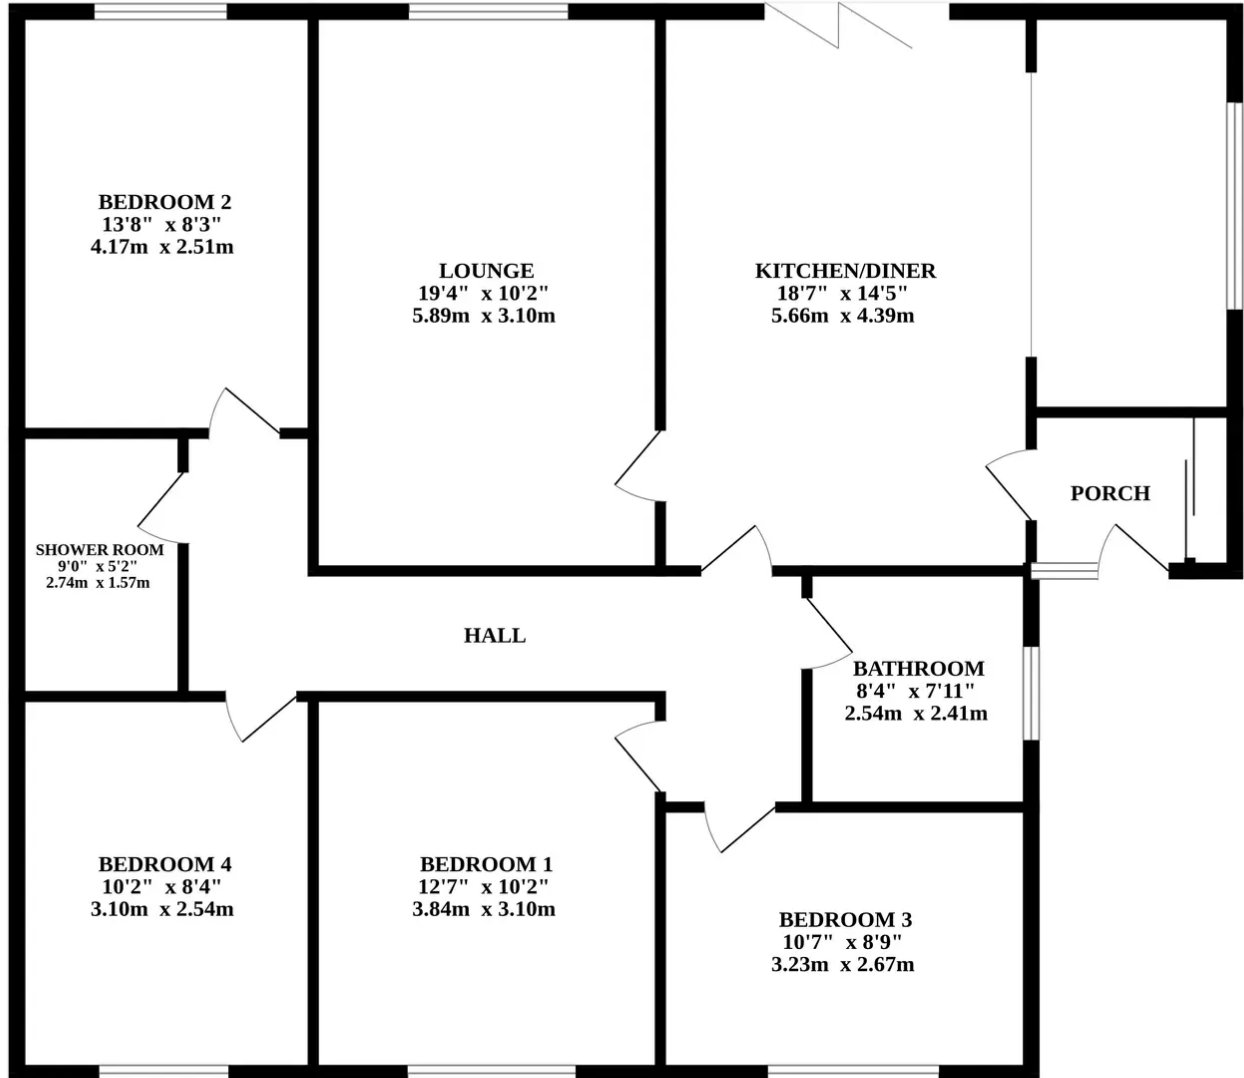 BEDROOM 2
13'8" x 8'3"
4.17m x 2.51m
LOUNGE
19'4" x 10'2"
5.89m x 3.10m
KITCHEN/DINER
18'7" x 14'5"
5.66m x 4.39m
PORCH
SHOWER ROOM
9'0" x 5'2"
2.74m x 1.57m
HALL
BATHROOM
8'4" x 7'11"
2.54m x 2.41m
BEDROOM 4
10'2" x 8'4"
3.10m x 2.54m
BEDROOM 1
12'7" x 10'2"
3.84m x 3.10m
BEDROOM 3
10'7" x 8'9"
3.23m x 2.67m